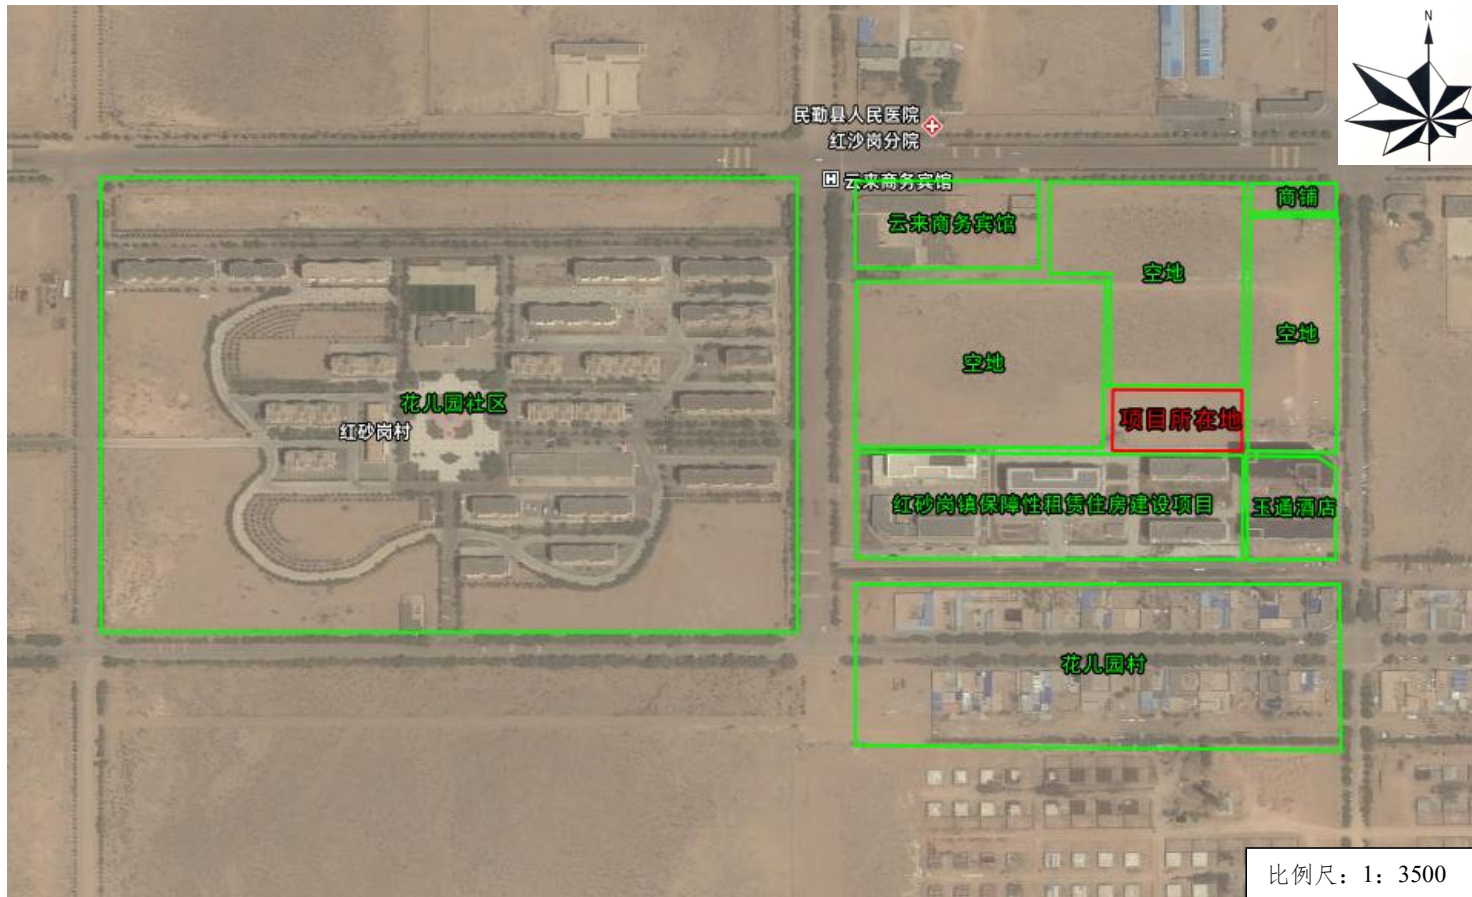 N
民勤县人民医院
红沙岗分院
云来商务宾馆
商铺
云来商务宾馆
空地
空地
空地
花儿园社区
项目所在地
红砂岗村
红砂岗镇保障性租赁住房建设项目
玉通酒店
花儿园村
比例尺：1：3500